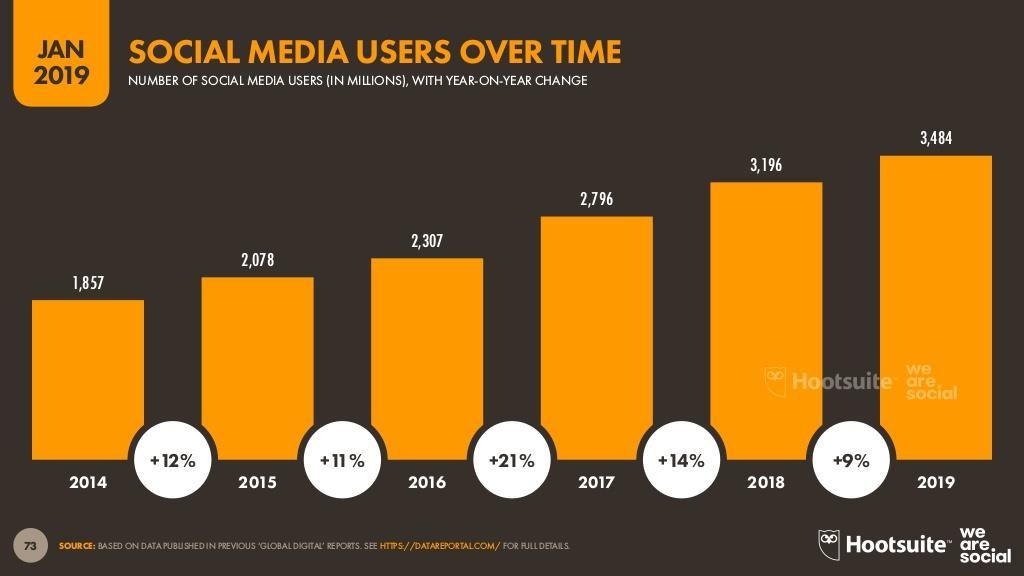 JAN
2019
SOCIAL MEDIA USERS OVER TIME
NUMBER OF SOCIAL MEDIA USERS (IN MILLIONS), WITH YEAR-ON-YEAR CHANGE
1,857
2,078
2,307
2,796
3,196
3,484
Hootsuite™
we
are
social
+12%
+11%
+21%
+14%
+9%
2014
2015
2016
2017
2018
2019
73
SOURCE: BASED ON DATA PUBLISHED IN PREVIOUS 'GLOBAL DIGITAL' REPORTS. SEE HTTPS://DATAREPORTAL.COM/ FOR FULL DETAILS.
Hootsuite™
we
are
social